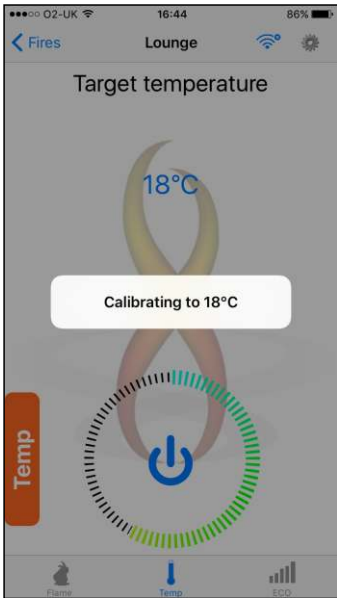 O2-UK 16:44 86%
Fires Lounge
Target temperature
18°C
Calibrating to 18°C
Temp
Flame Temp ECO